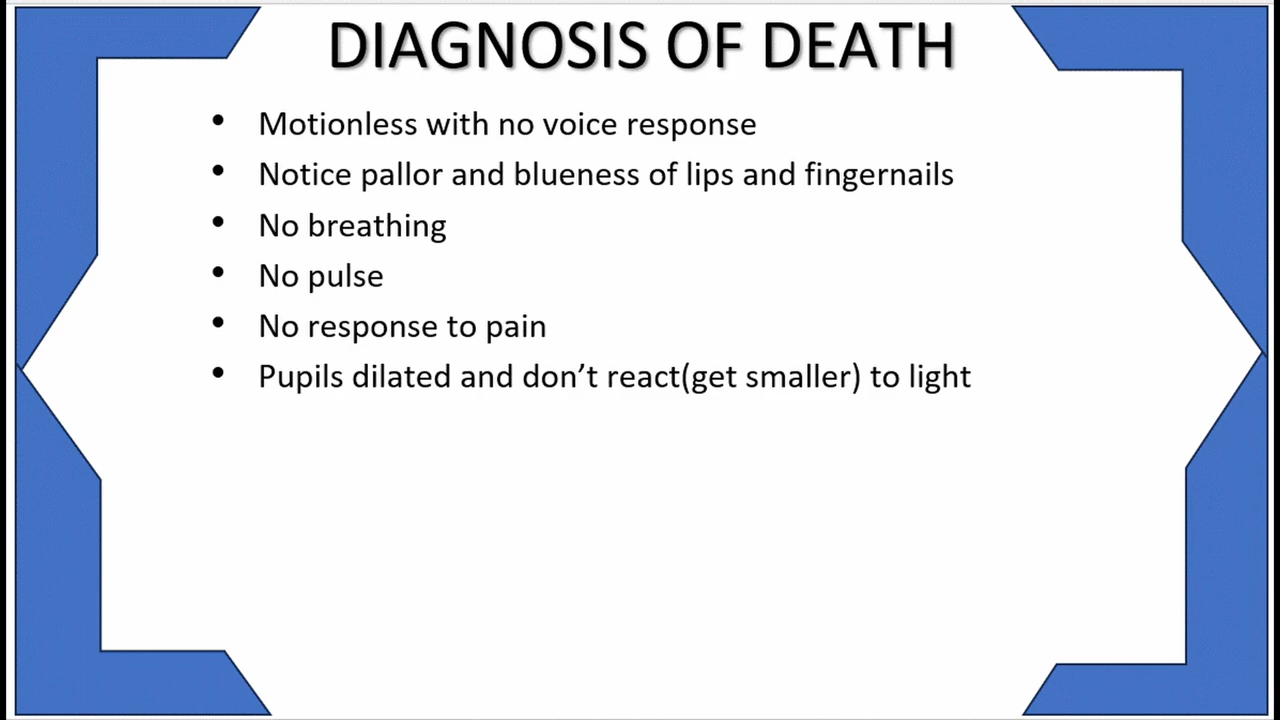 DIAGNOSIS OF DEATH
• Motionless with no voice response
• Notice pallor and blueness of lips and fingernails
• No breathing
• No pulse
• No response to pain
• Pupils dilated and don’t react(get smaller) to light